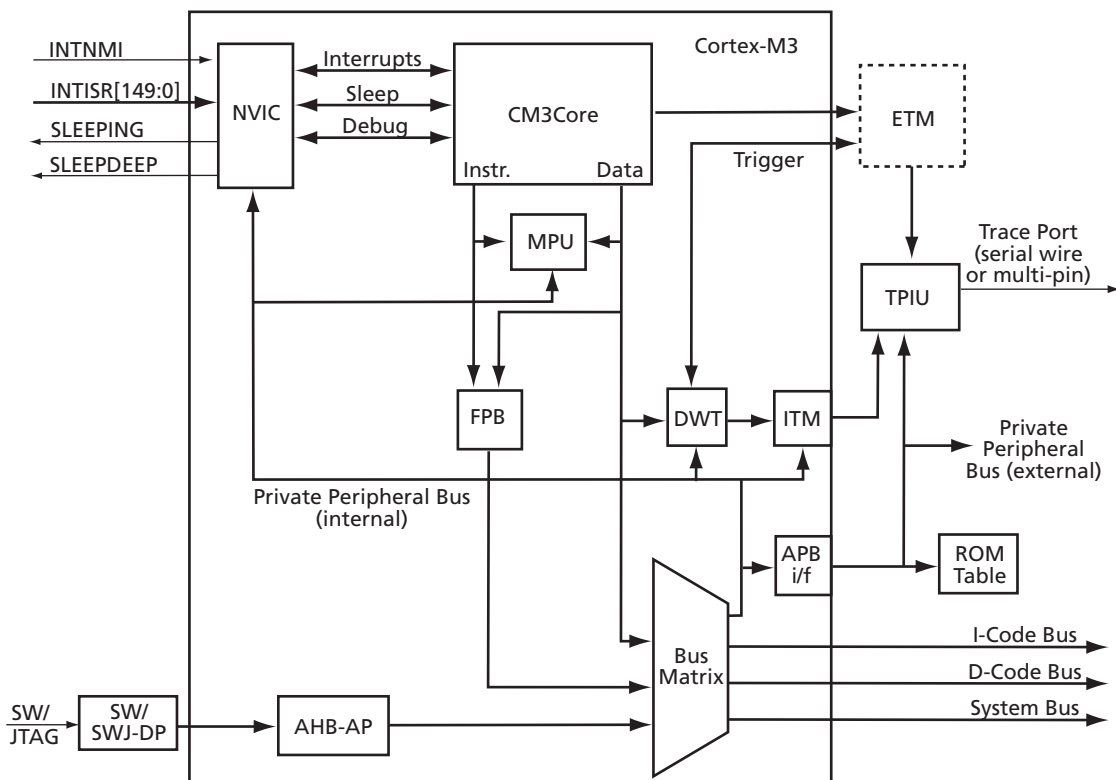 Cortex-M3
INTNMI
INTISR[149:0]
SLEEPING
SLEEPDEEP
NVIC
Interrupts
Sleep
Debug
CM3Core
Instr.
Data
ETM
Trigger
MPU
Trace Port
(serial wire
or multi-pin)
TPIU
FPB
DWT
ITM
Private
Peripheral
Bus (external)
Private Peripheral Bus
(internal)
APB
i/f
ROM
Table
Bus
Matrix
I-Code Bus
D-Code Bus
System Bus
SW/
JTAG
SW/
SWJ-DP
AHB-AP